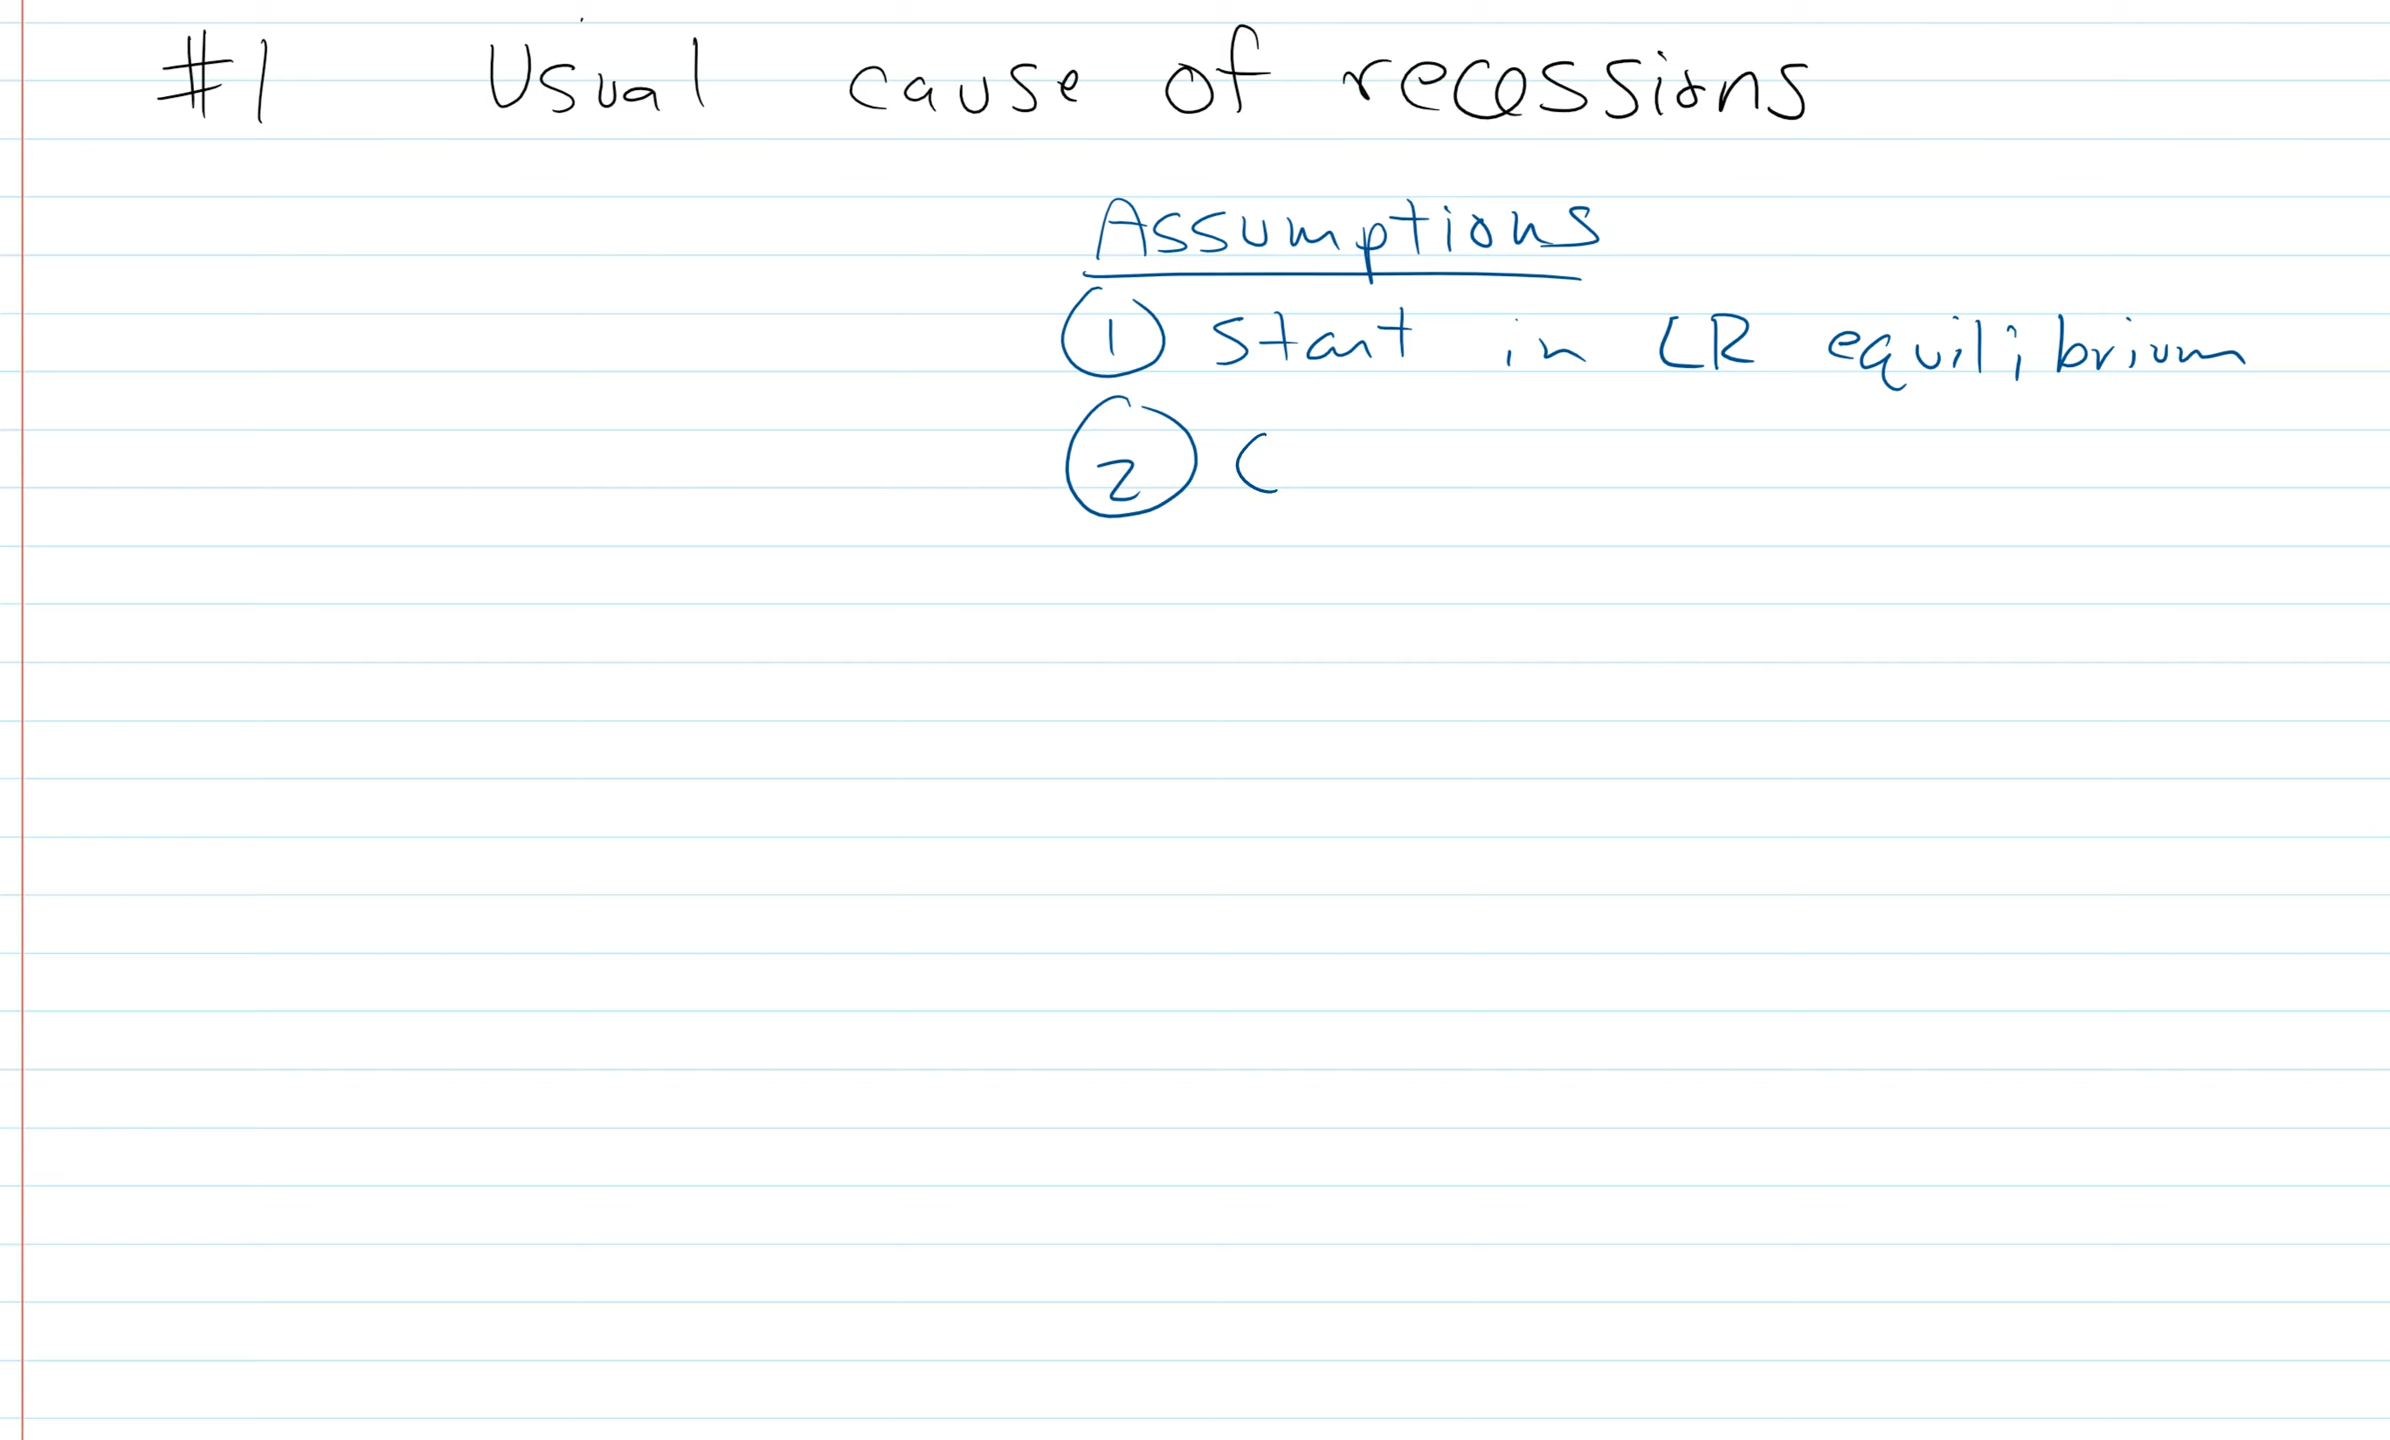 #1 Usual cause of recessions
Assumptions
① Start in LR equilibrium
② C